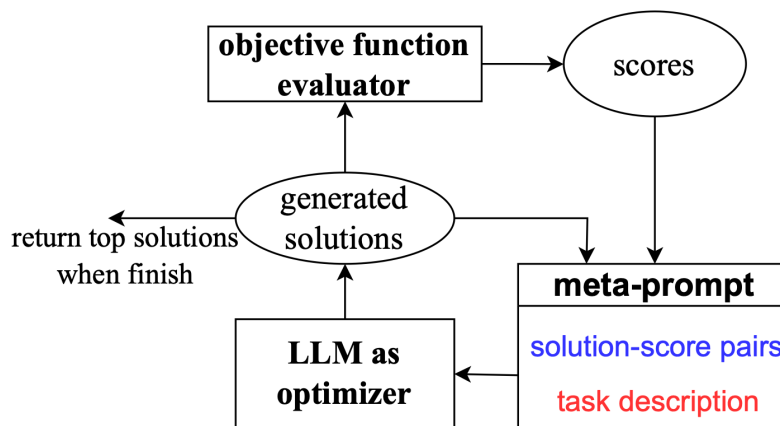 objective function
evaluator
scores
generated
solutions
return top solutions
when finish
meta-prompt
solution-score pairs
task description
LLM as
optimizer